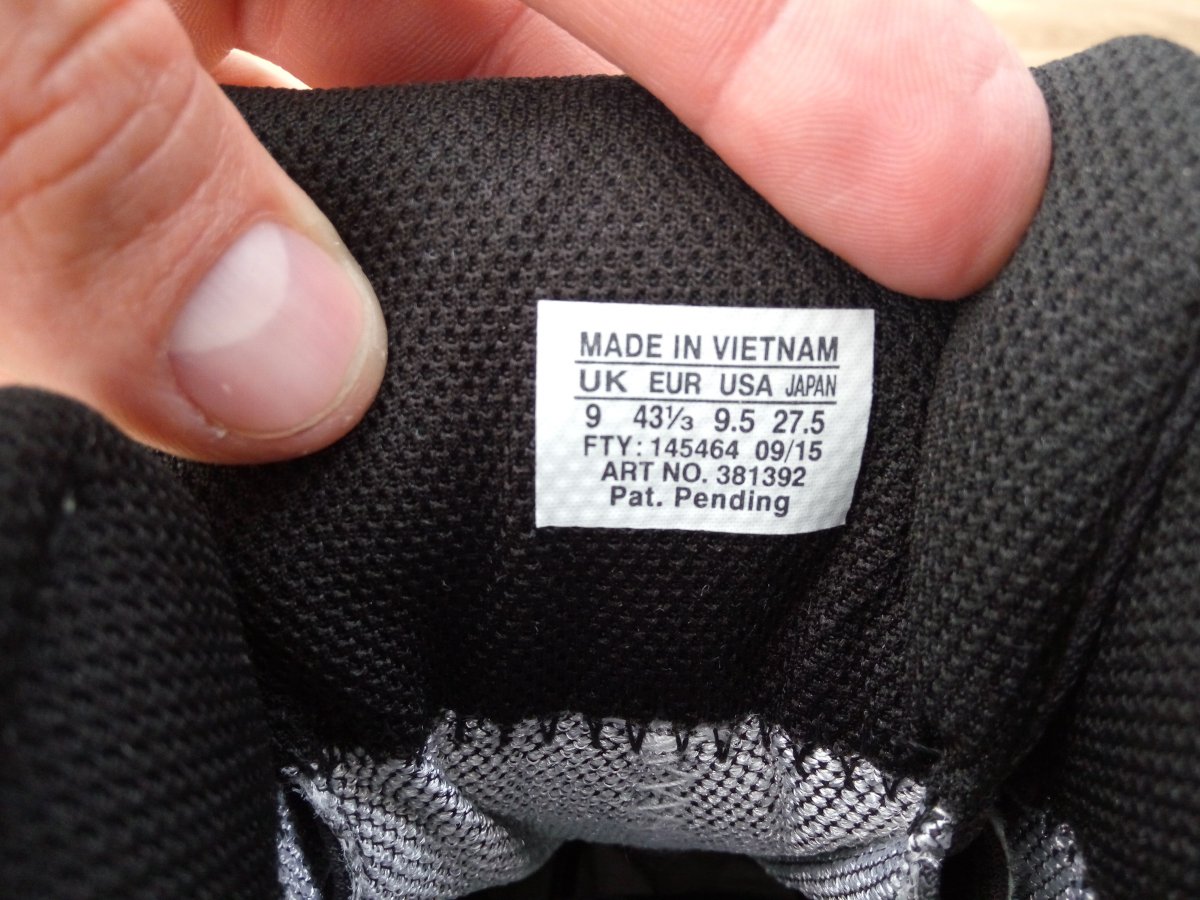 MADE IN VIETNAM
UK EUR USA JAPAN
9 43⅓ 9.5 27.5
FTY: 145464 09/15
ART NO. 381392
Pat. Pending